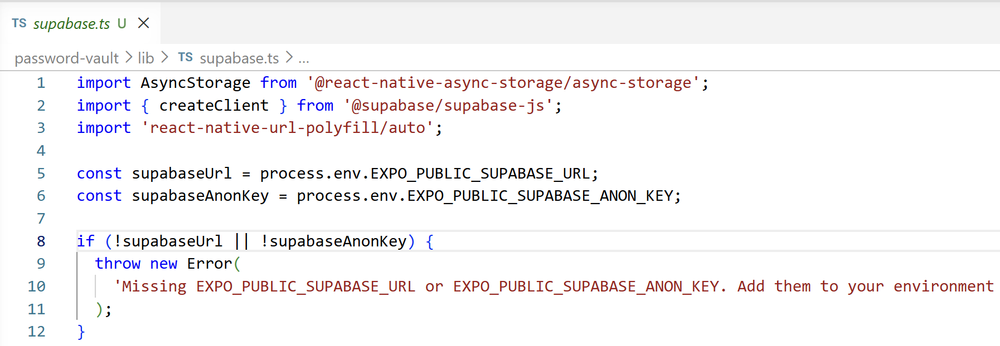 TS supabase.ts U
password-vault > lib > TS supabase.ts > ...
1 import AsyncStorage from '@react-native-async-storage/async-storage';
2 import { createClient } from '@supabase/supabase-js';
3 import 'react-native-url-polyfill/auto';
4
5 const supabaseUrl = process.env.EXPO_PUBLIC_SUPABASE_URL;
6 const supabaseAnonKey = process.env.EXPO_PUBLIC_SUPABASE_ANON_KEY;
7
8 if (!supabaseUrl || !supabaseAnonKey) {
9   throw new Error(
10     'Missing EXPO_PUBLIC_SUPABASE_URL or EXPO_PUBLIC_SUPABASE_ANON_KEY. Add them to your environment
11   );
12 }